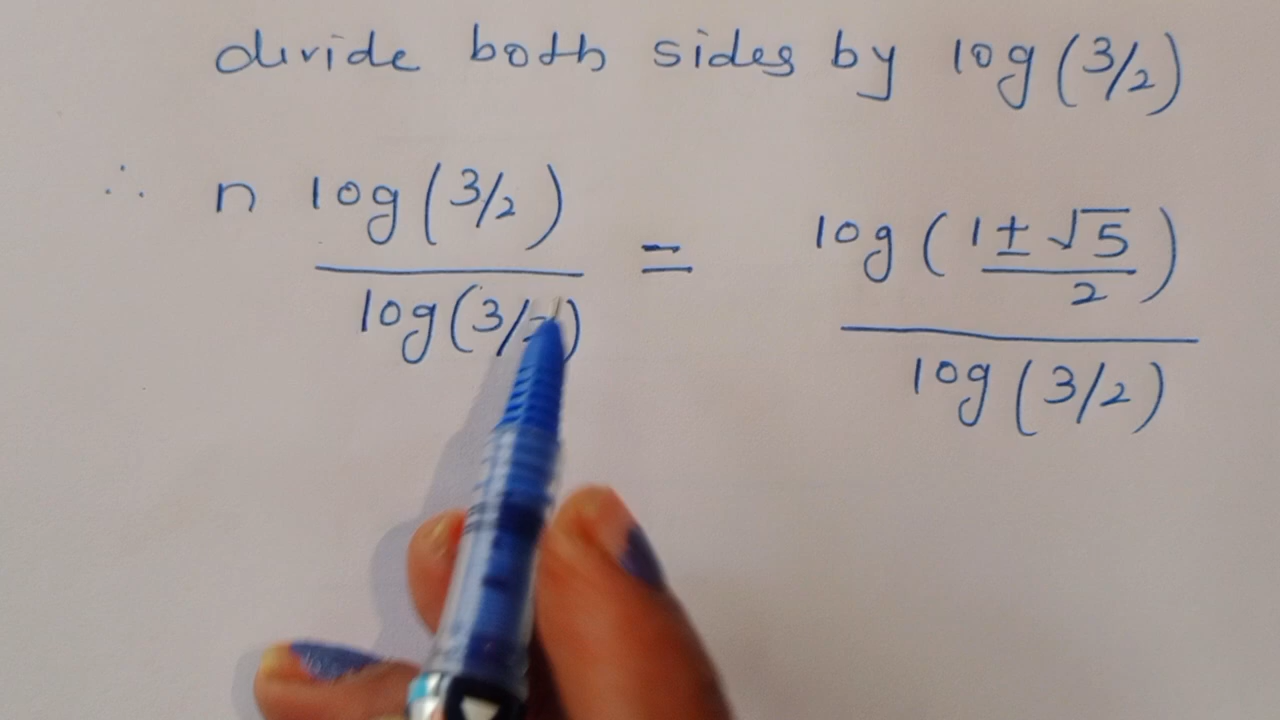 divide both sides by log(3/2)
∴ n log(3/2) / log(3/2) = log((1±√5)/2) / log(3/2)